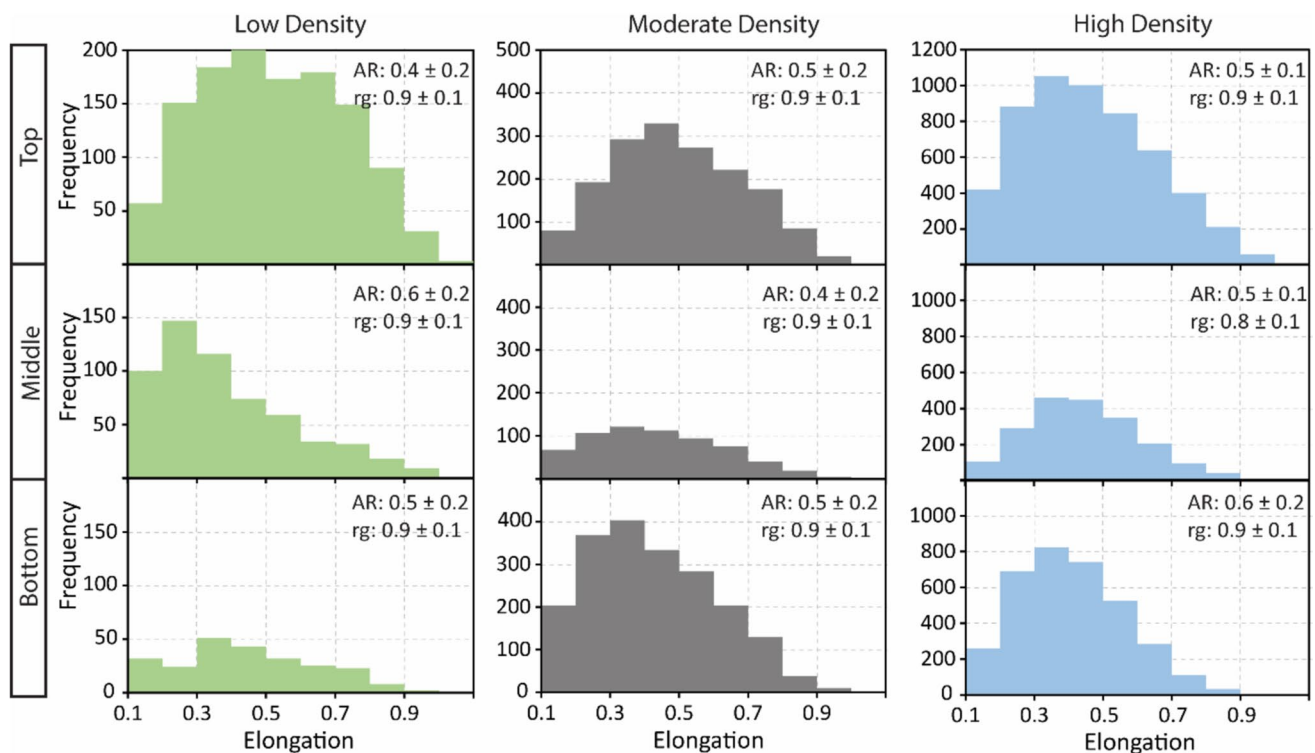 Low Density
Moderate Density
High Density
Top
Frequency
200
150
100
50
AR: 0.4 ± 0.2
rg: 0.9 ± 0.1
500
400
300
200
100
AR: 0.5 ± 0.2
rg: 0.9 ± 0.1
1200
1000
800
600
400
200
AR: 0.5 ± 0.1
rg: 0.9 ± 0.1
Middle
Frequency
150
100
50
AR: 0.6 ± 0.2
rg: 0.9 ± 0.1
400
300
200
100
AR: 0.4 ± 0.2
rg: 0.9 ± 0.1
1000
800
600
400
200
AR: 0.5 ± 0.1
rg: 0.8 ± 0.1
Bottom
Frequency
150
100
50
0
AR: 0.5 ± 0.2
rg: 0.9 ± 0.1
400
300
200
100
0
AR: 0.5 ± 0.2
rg: 0.9 ± 0.1
1000
800
600
400
200
0
AR: 0.6 ± 0.2
rg: 0.9 ± 0.1
0.1 0.3 0.5 0.7 0.9
0.1 0.3 0.5 0.7 0.9
0.1 0.3 0.5 0.7 0.9
Elongation
Elongation
Elongation